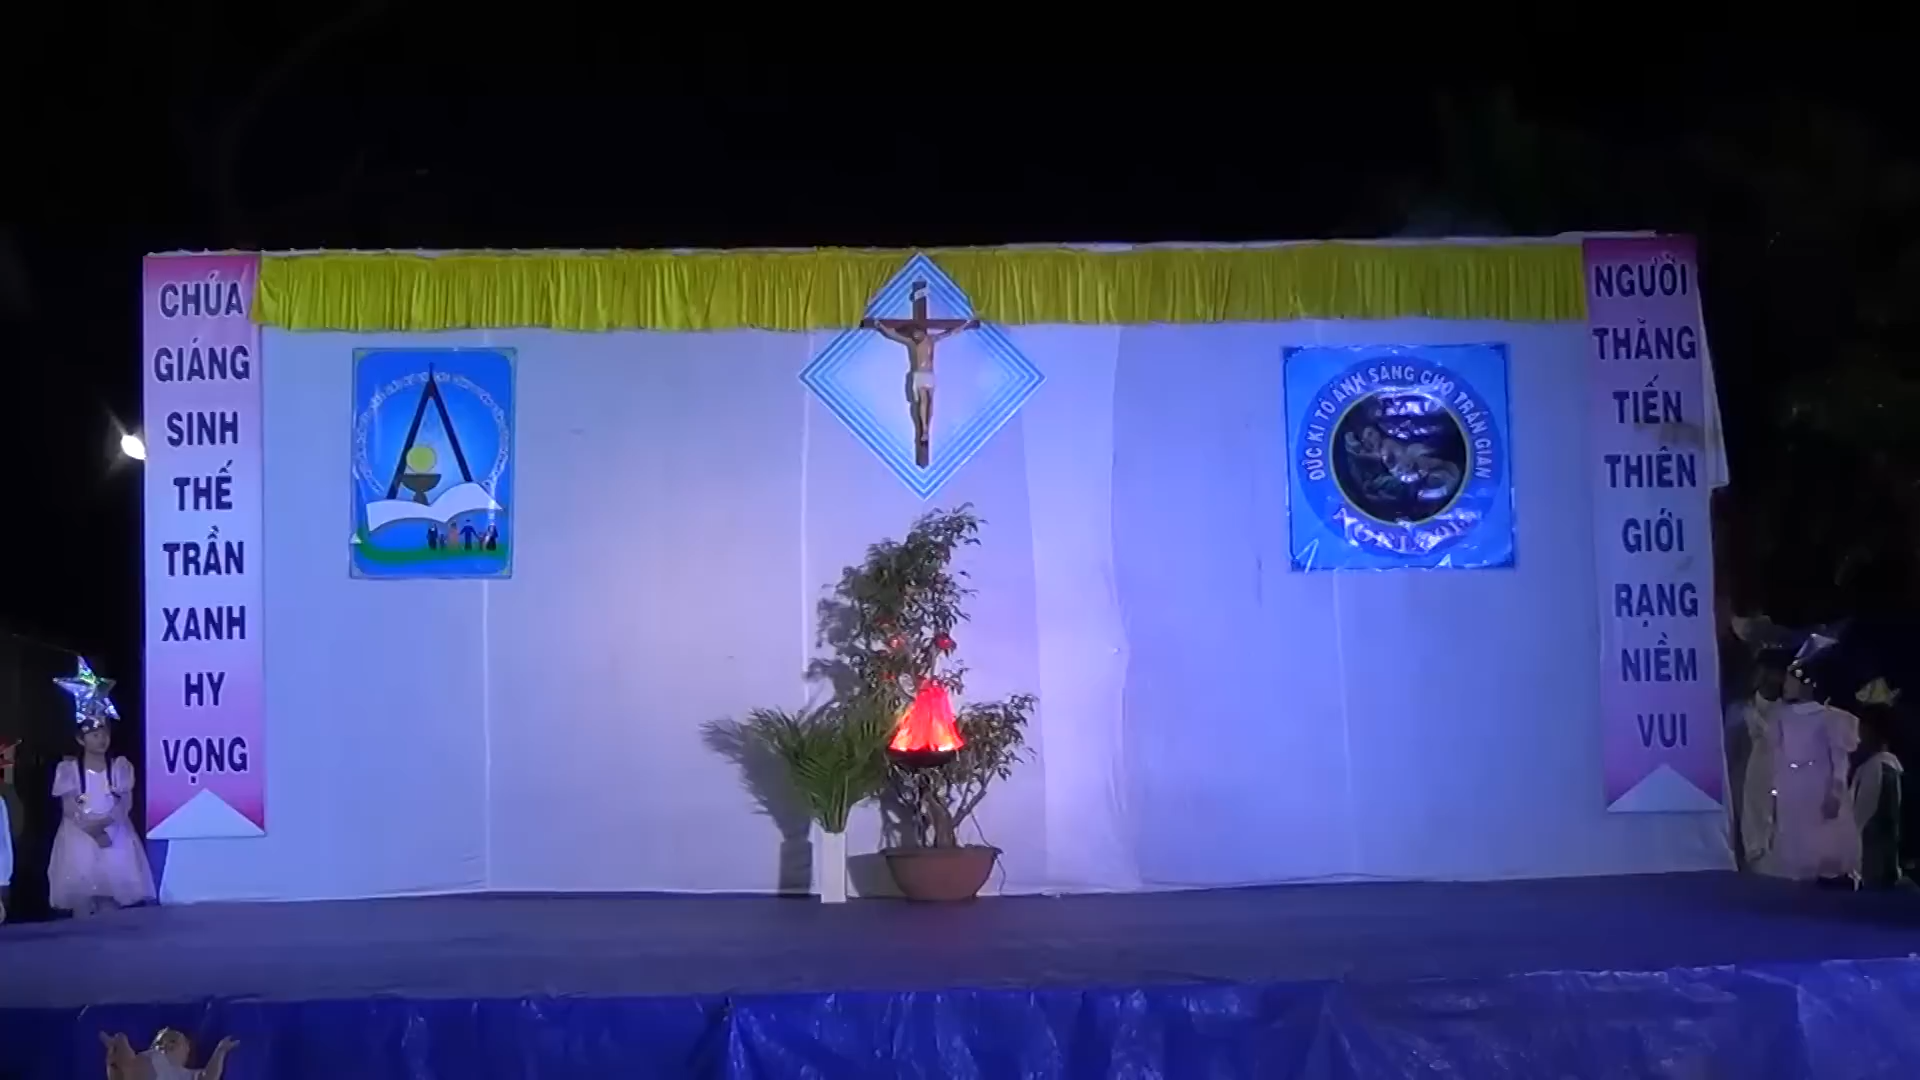 CHÚA
GIÁNG
SINH
THẾ
TRẦN
XANH
HY
VỌNG
ĐỨC KI TÔ ÁNH SÁNG CHO TRẦN GIAN
NGƯỜI
THĂNG
TIẾN
THIÊN
GIỚI
RẠNG
NIỀM
VUI